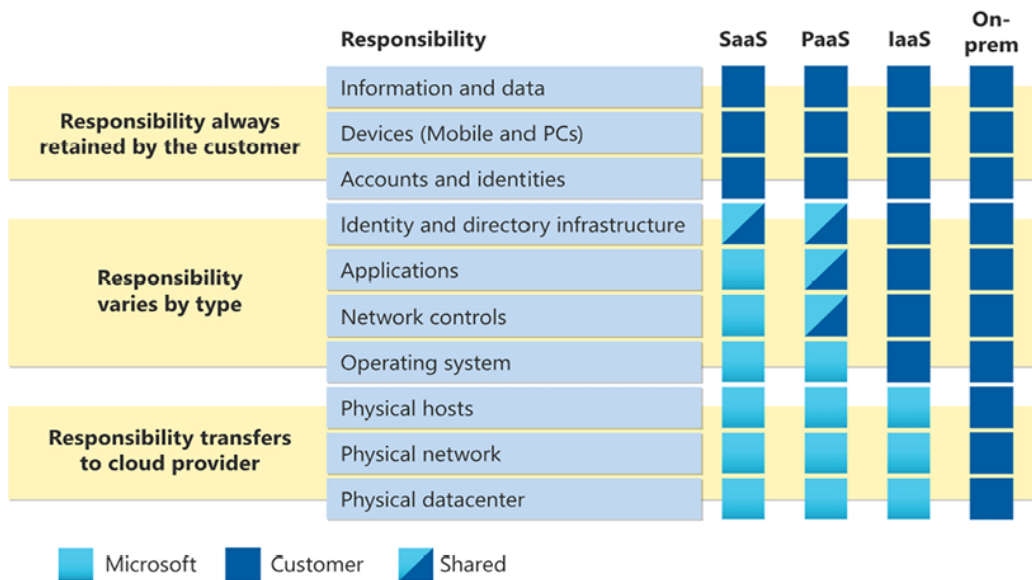 Responsibility SaaS PaaS IaaS On-
prem
Responsibility always
retained by the customer
Information and data
Devices (Mobile and PCs)
Accounts and identities
Responsibility
varies by type
Identity and directory infrastructure
Applications
Network controls
Operating system
Responsibility transfers
to cloud provider
Physical hosts
Physical network
Physical datacenter
Microsoft Customer Shared